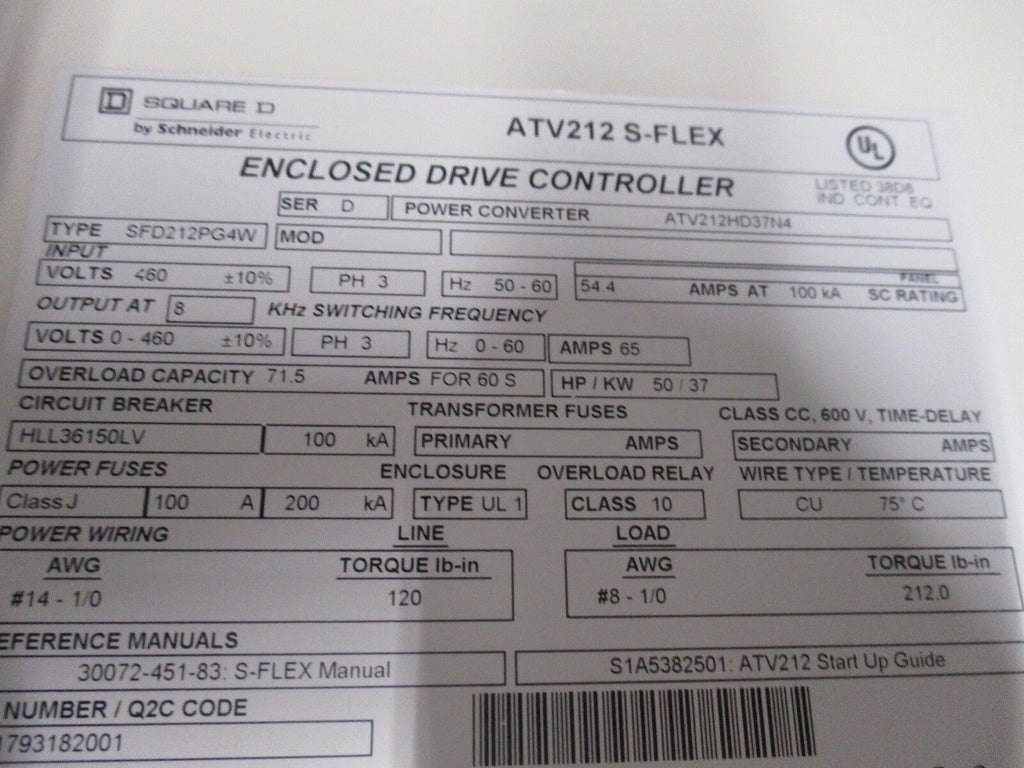 D SQUARE D
by Schneider Electric
ATV212 S-FLEX
UL
ENCLOSED DRIVE CONTROLLER
LISTED 38D8
IND. CONT. EQ
SER D
POWER CONVERTER ATV212HD37N4
TYPE SFD212PG4W
MOD
INPUT
VOLTS 460 ±10%
PH 3
Hz 50 - 60
54.4 AMPS AT 100 kA PANEL SC RATING
OUTPUT AT 8 KHz SWITCHING FREQUENCY
VOLTS 0 - 460 ±10%
PH 3
Hz 0 - 60
AMPS 65
OVERLOAD CAPACITY 71.5 AMPS FOR 60 S
HP / KW 50 / 37
CIRCUIT BREAKER
TRANSFORMER FUSES
CLASS CC, 600 V, TIME-DELAY
HLL36150LV 100 kA
PRIMARY AMPS
SECONDARY AMPS
POWER FUSES
ENCLOSURE
OVERLOAD RELAY
WIRE TYPE / TEMPERATURE
Class J 100 A 200 kA
TYPE UL 1
CLASS 10
CU 75° C
POWER WIRING
LINE
LOAD
AWG
TORQUE lb-in
AWG
TORQUE lb-in
#14 - 1/0
120
#8 - 1/0
212.0
EFERENCE MANUALS
30072-451-83: S-FLEX Manual
S1A5382501: ATV212 Start Up Guide
NUMBER / Q2C CODE
1793182001